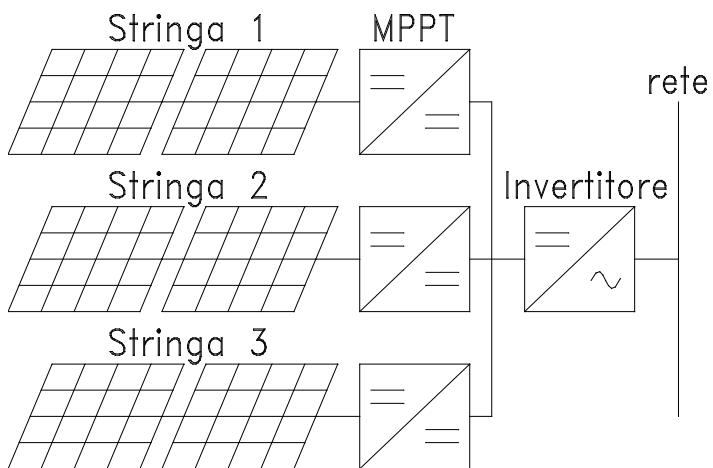 Stringa 1
MPPT
rete
Stringa 2
Invertitore
Stringa 3